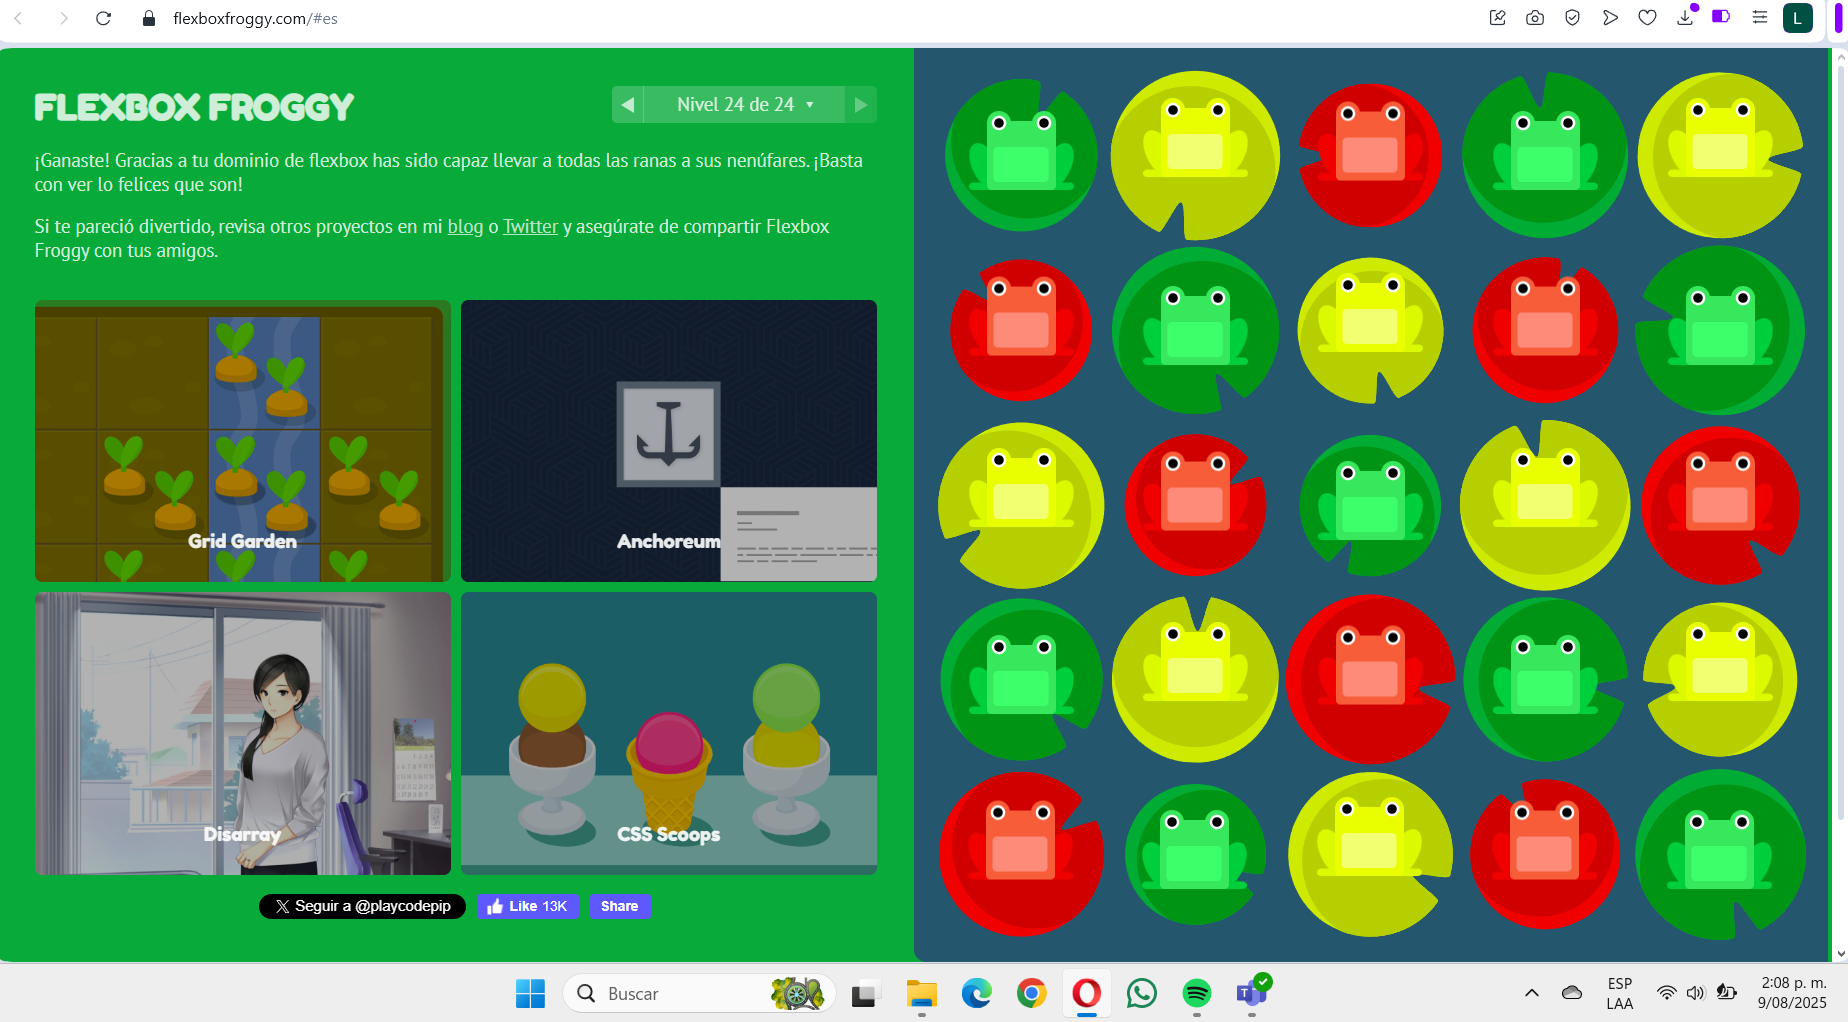 flexboxfroggy.com/#es
L
FLEXBOX FROGGY
Nivel 24 de 24
¡Ganaste! Gracias a tu dominio de flexbox has sido capaz llevar a todas las ranas a sus nenúfares. ¡Basta
con ver lo felices que son!
Si te pareció divertido, revisa otros proyectos en mi blog o Twitter y asegúrate de compartir Flexbox
Froggy con tus amigos.
Grid Garden
Anchoreum
Disarray
CSS Scoops
Seguir a @playcodepip
Like 13K
Share
Buscar
ESP
LAA
2:08 p. m.
9/08/2025